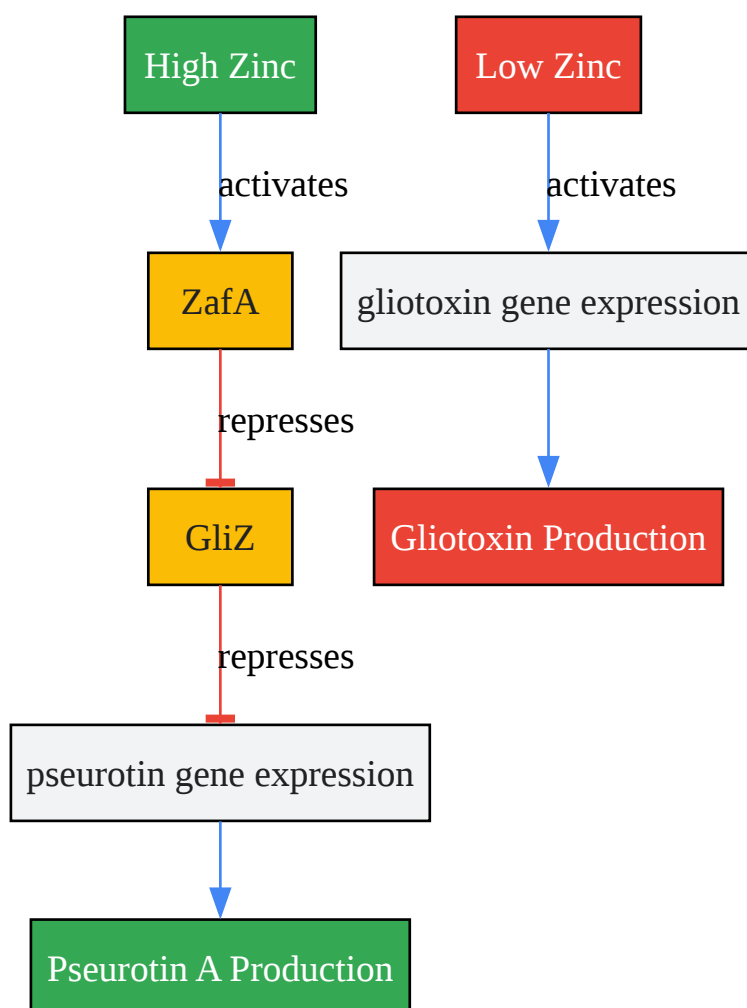 High Zinc
Low Zinc
activates
activates
ZafA
gliotoxin gene expression
represses
GliZ
Gliotoxin Production
represses
pseurotin gene expression
Pseurotin A Production